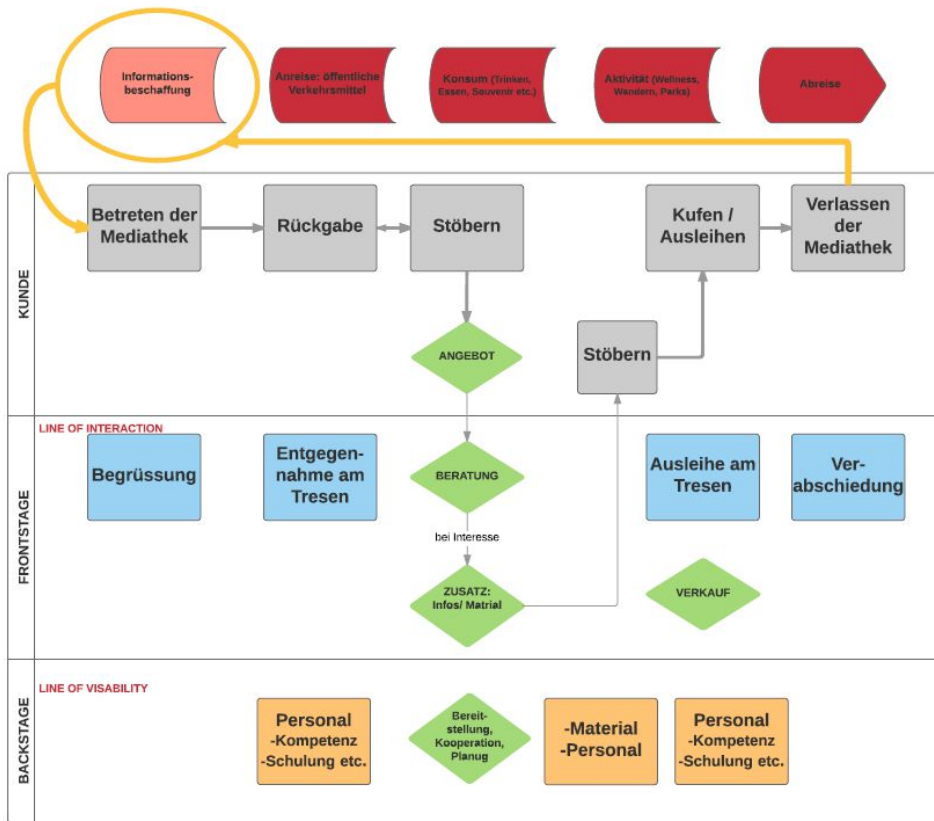 Informations-
beschaffung
Anreise: öffentliche
Verkehrsmittel
Konsum (Trinken,
Essen, Souvenir etc.)
Aktivität (Wellness,
Wandern, Parks)
Abreise
KUNDE
Betreten der
Mediathek
Rückgabe
Stöbern
Kufen /
Ausleihen
Verlassen
der
Mediathek
ANGEBOT
Stöbern
FRONTSTAGE
LINE OF INTERACTION
Begrüssung
Entgegen-
nahme am
Tresen
BERATUNG
Ausleihe am
Tresen
Ver-
abschiedung
bei Interesse
ZUSATZ:
Infos/ Matrial
VERKAUF
BACKSTAGE
LINE OF VISABILITY
Personal
-Kompetenz
-Schulung etc.
Bereit-
stellung,
Kooperation,
Planug
-Material
-Personal
Personal
-Kompetenz
-Schulung etc.